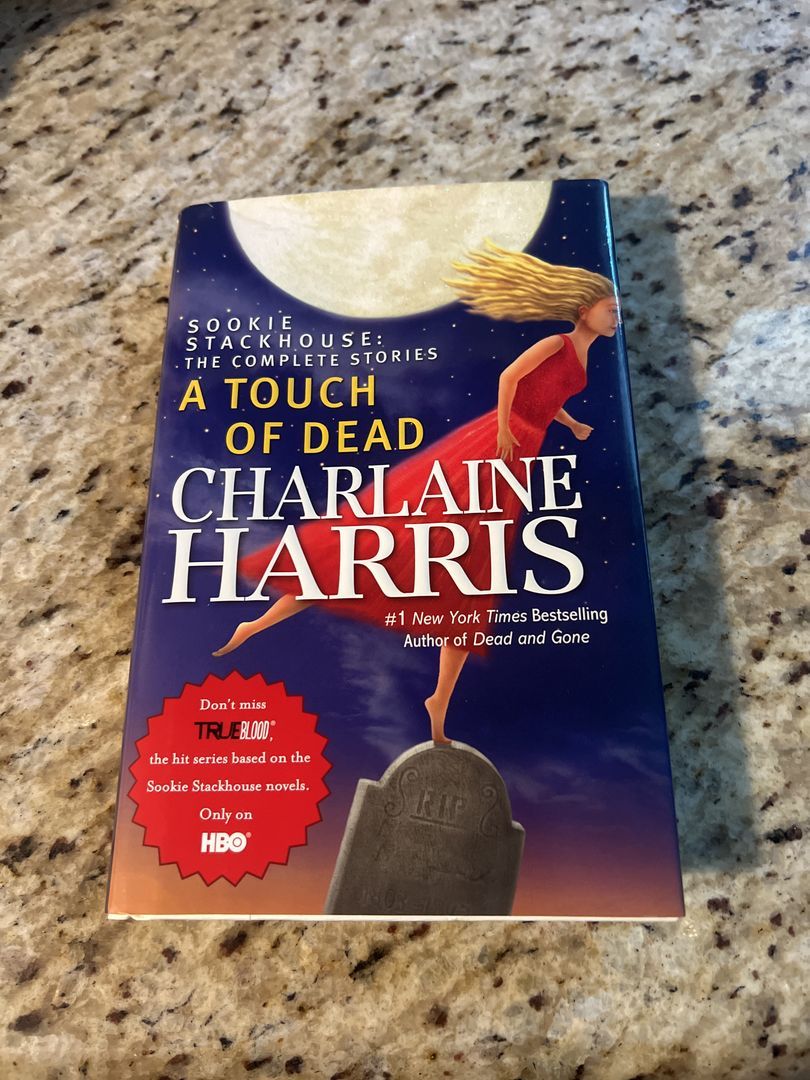 SOOKIE
STACKHOUSE:
THE COMPLETE STORIES
A TOUCH
OF DEAD
CHARLAINE
HARRIS
#1 New York Times Bestselling
Author of Dead and Gone
Don't miss
TRUEBLOOD®,
the hit series based on the
Sookie Stackhouse novels.
Only on
HBO®
RIP